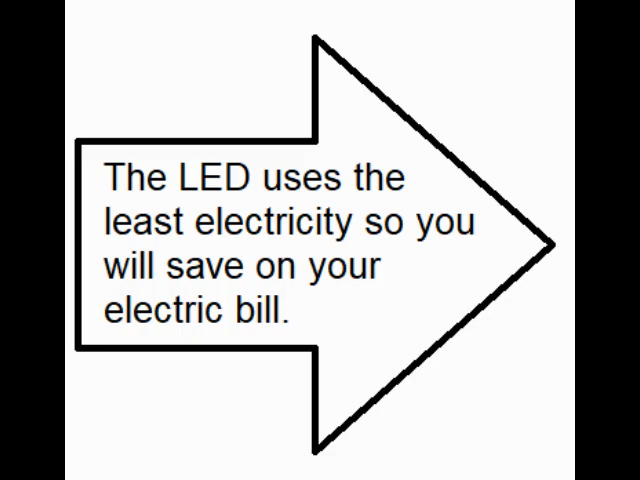 The LED uses the
least electricity so you
will save on your
electric bill.